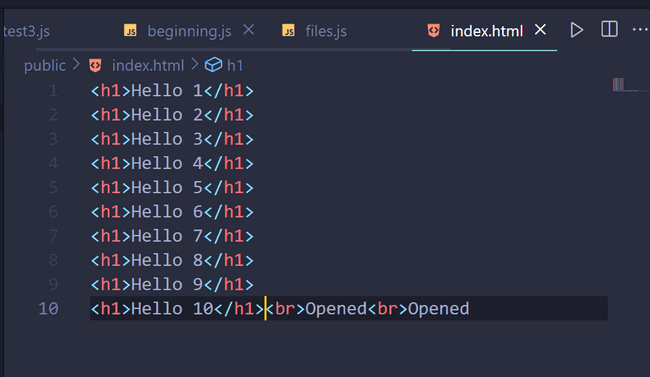 test3.js JS beginning.js JS files.js index.html
public > index.html > h1
1 <h1>Hello 1</h1>
2 <h1>Hello 2</h1>
3 <h1>Hello 3</h1>
4 <h1>Hello 4</h1>
5 <h1>Hello 5</h1>
6 <h1>Hello 6</h1>
7 <h1>Hello 7</h1>
8 <h1>Hello 8</h1>
9 <h1>Hello 9</h1>
10 <h1>Hello 10</h1><br>Opened<br>Opened